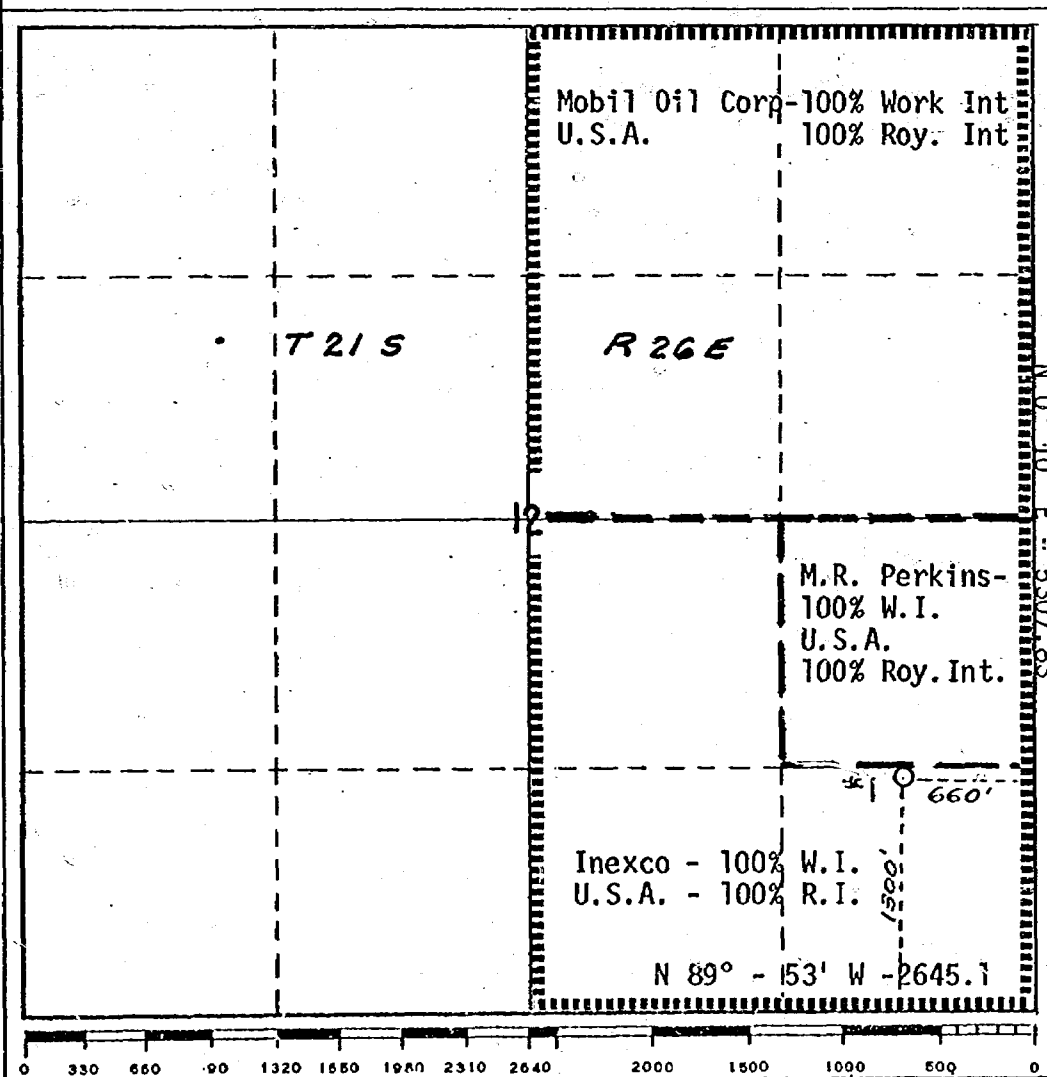 Mobil Oil Corp-100% Work Int
U.S.A. 100% Roy. Int
T 21 S R 26 E
12
M.R. Perkins-
100% W.I.
U.S.A.
100% Roy. Int.
#1 660'
Inexco - 100% W.I.
U.S.A. - 100% R.I.
N 89° - 53' W -2645.1
0 330 660 90 1320 1650 1980 2310 2640 2000 1500 1000 500 0